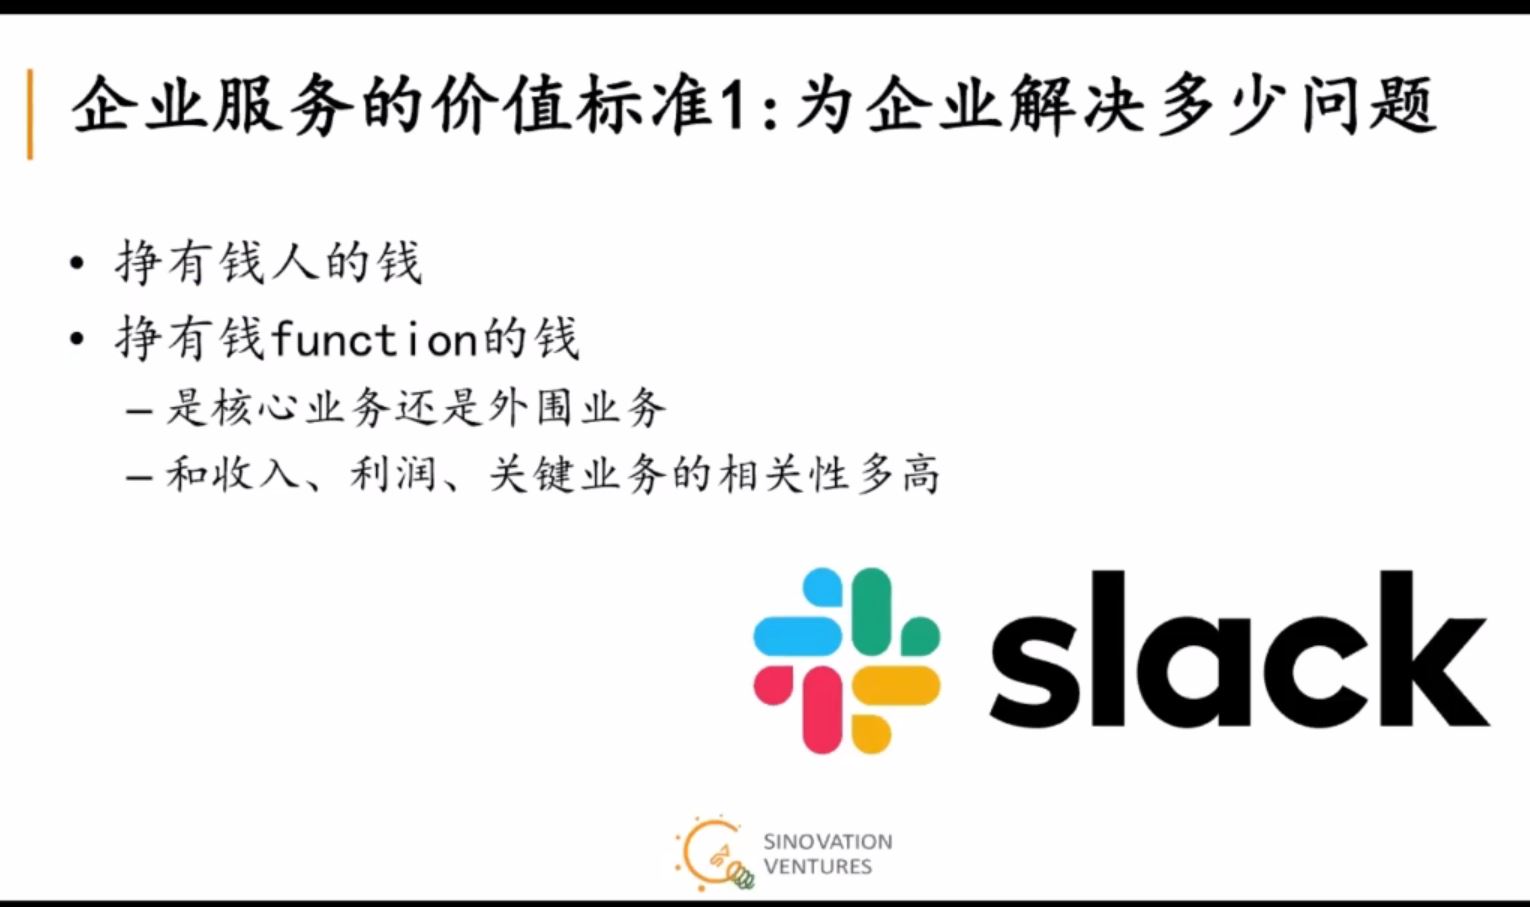 企业服务的价值标准1:为企业解决多少问题
• 挣有钱人的钱
• 挣有钱function的钱
– 是核心业务还是外围业务
– 和收入、利润、关键业务的相关性多高
slack
SINOVATION
VENTURES